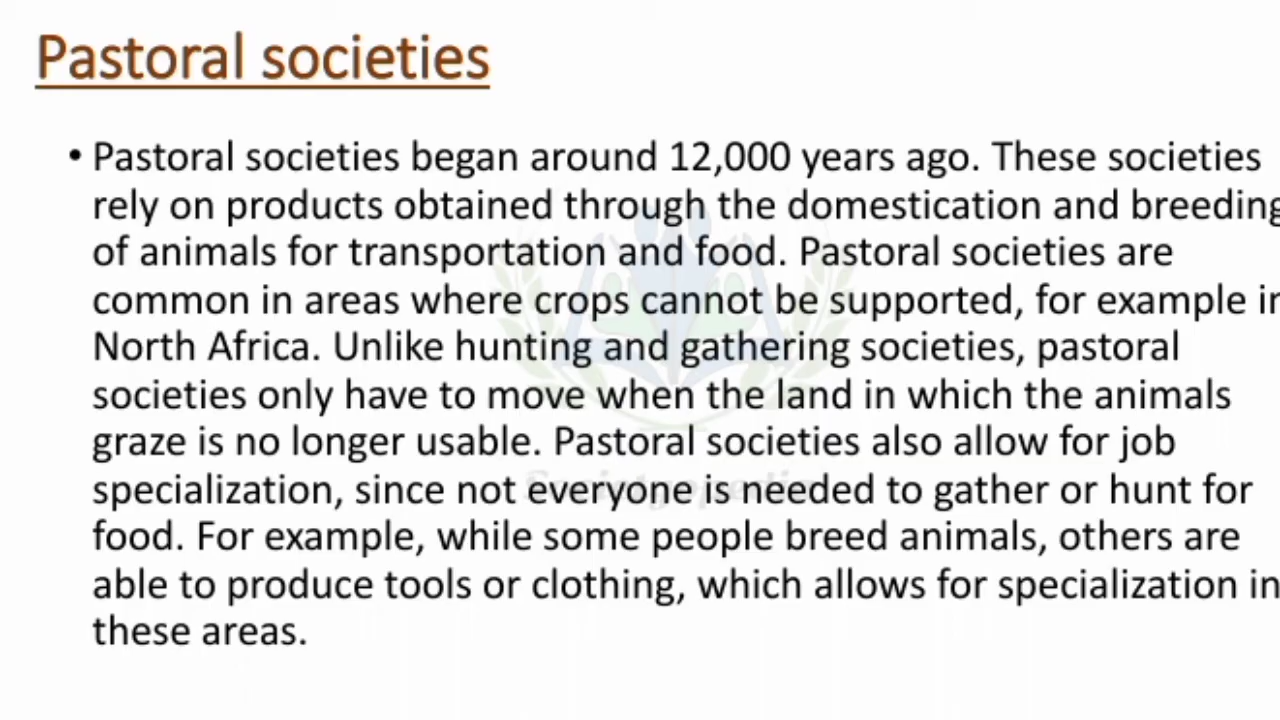 Pastoral societies
• Pastoral societies began around 12,000 years ago. These societies
rely on products obtained through the domestication and breeding
of animals for transportation and food. Pastoral societies are
common in areas where crops cannot be supported, for example in
North Africa. Unlike hunting and gathering societies, pastoral
societies only have to move when the land in which the animals
graze is no longer usable. Pastoral societies also allow for job
specialization, since not everyone is needed to gather or hunt for
food. For example, while some people breed animals, others are
able to produce tools or clothing, which allows for specialization in
these areas.